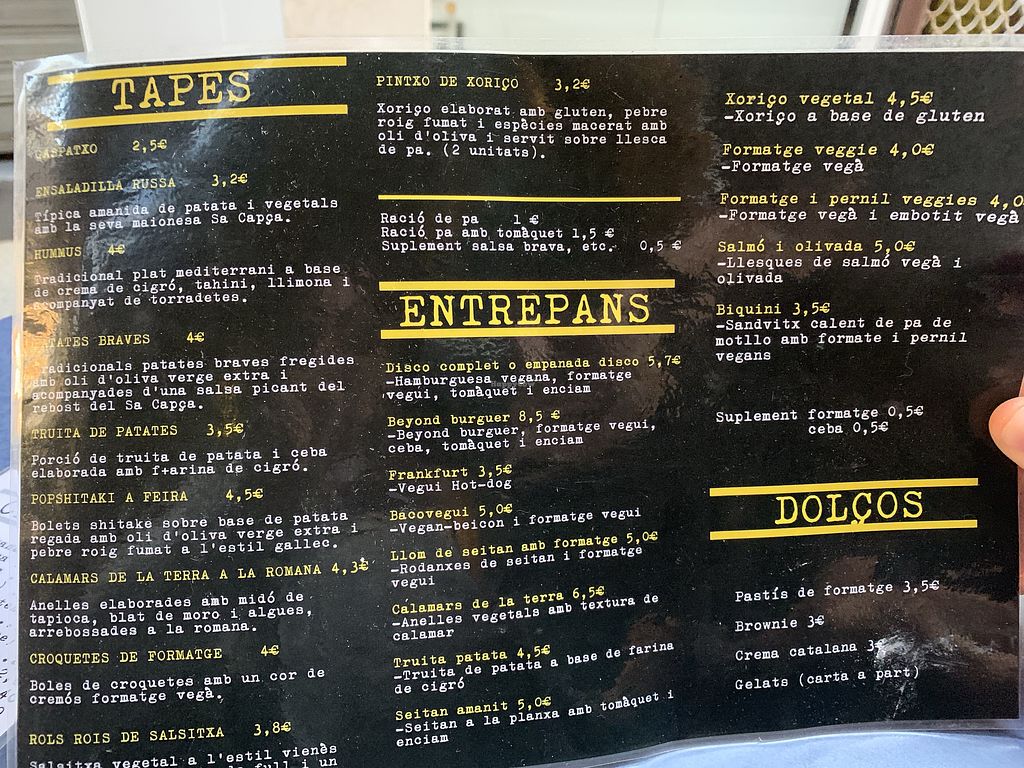 TAPES
GASPATXO 2,5€
ENSALADILLA RUSSA 3,2€
Típica amanida de patata i vegetals
amb la seva maionesa Sa Capça.
HUMMUS 4€
Tradicional plat mediterrani a base
de crema de cigró, tahini, llimona i
acompanyat de torradetes.
PATATES BRAVES 4€
Tradicionals patates braves fregides
amb oli d'oliva verge extra i
acompanyades d'una salsa picant del
rebost del Sa Capça.
TRUITA DE PATATES 3,5€
Porció de truita de patata i ceba
elaborada amb f+arina de cigró.
POPSHITAKI A FEIRA 4,5€
Bolets shitake sobre base de patata
regada amb oli d'oliva verge extra i
pebre roig fumat a l'estil gallec.
CALAMARS DE LA TERRA A LA ROMANA 4,3€
Anelles elaborades amb midó de
tapioca, blat de moro i algues,
arrebossades a la romana.
CROQUETES DE FORMATGE 4€
Boles de croquetes amb un cor de
cremós formatge vegà.
ROLS ROIS DE SALSITXA 3,8€
Salsitxa vegetal a l'estil vienès
full i un
PINTXO DE XORIÇO 3,2€
Xoriço elaborat amb gluten, pebre
roig fumat i espècies macerat amb
oli d'oliva i servit sobre llesca
de pa. (2 unitats).
Ració de pa 1 €
Ració pa amb tomàquet 1,5 €
Suplement salsa brava, etc. 0,5 €
ENTREPANS
Disco complet o empanada disco 5,7€
-Hamburguesa vegana, formatge
vegui, tomàquet i enciam
Beyond burguer 8,5 €
-Beyond burguer, formatge vegui,
ceba, tomàquet i enciam
Frankfurt 3,5€
-Vegui Hot-dog
Bacovegui 5,0€
-Vegan-beicon i formatge vegui
Llom de seitan amb formatge 5,0€
-Rodanxes de seitan i formatge
vegui
Calamars de la terra 6,5€
-Anelles vegetals amb textura de
calamar
Truita patata 4,5€
-Truita de patata a base de farina
de cigró
Seitan amanit 5,0€
-Seitan a la planxa amb tomàquet i
enciam
Xoriço vegetal 4,5€
-Xoriço a base de gluten
Formatge veggie 4,0€
-Formatge vegà
Formatge i pernil veggies 4,0
-Formatge vegà i embotit vegà
Salmó i olivada 5,0€
-Llesques de salmó vegà i
olivada
Biquini 3,5€
-Sandvitx calent de pa de
motllo amb formate i pernil
vegans
Suplement formatge 0,5€
ceba 0,5€
DOLÇOS
Pastís de formatge 3,5€
Brownie 3€
Crema catalana 3€
Gelats (carta a part)